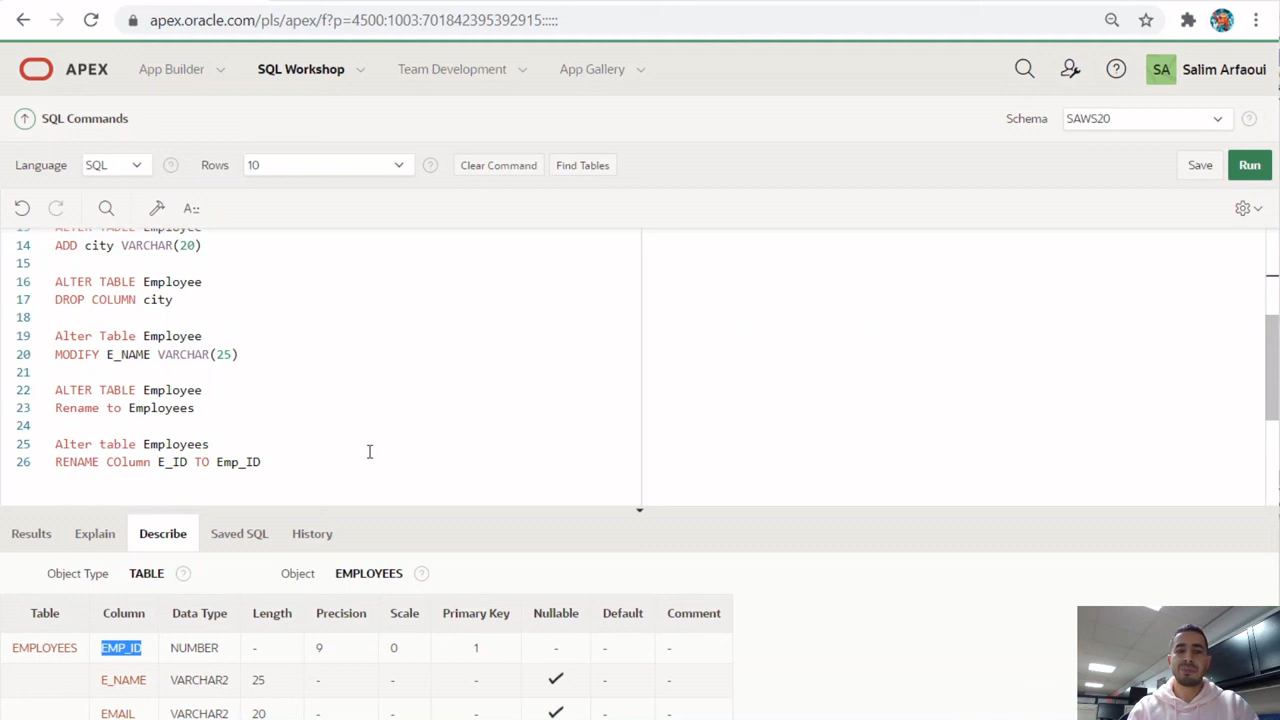 apex.oracle.com/pls/apex/f?p=4500:1003:701842395392915:::::
APEX App Builder SQL Workshop Team Development App Gallery SA Salim Arfaoui
SQL Commands Schema SAWS20
Language SQL Rows 10 Clear Command Find Tables Save Run
13 ALTER TABLE Employee
14 ADD city VARCHAR(20)
15
16 ALTER TABLE Employee
17 DROP COLUMN city
18
19 Alter Table Employee
20 MODIFY E_NAME VARCHAR(25)
21
22 ALTER TABLE Employee
23 Rename to Employees
24
25 Alter table Employees
26 RENAME COlumn E_ID TO Emp_ID
Results Explain Describe Saved SQL History
Object Type TABLE Object EMPLOYEES
Table Column Data Type Length Precision Scale Primary Key Nullable Default Comment
EMPLOYEES EMP_ID NUMBER - 9 0 1 - - -
E_NAME VARCHAR2 25 - - - ✓ - -
EMAIL VARCHAR2 20 - - - ✓ - -